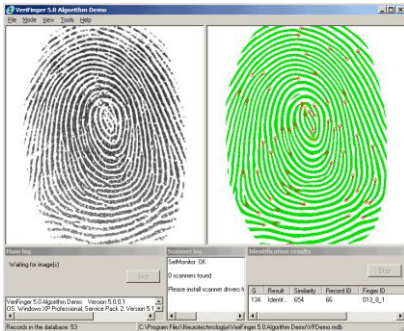 VeriFinger 5.0 Algorithm Demo
File Mode View Tools Help
Main log
Waiting for image(s)
Stop
VeriFinger 5.0 Algorithm Demo Version 5.0.0.1
OS: Windows XP Professional, Service Pack 2. Version 5.1
Scanner log
SetMonitor: OK
0 scanners found
Please install scanner drivers
Identification results
Stop
G Result Similarity Record ID Finger ID
134 Identif... 654 66 013_8_1
Records in the database: 53
C:\Program Files\Neurotechnologija\VeriFinger 5.0 Algorithm Demo\VFDemo.mdb